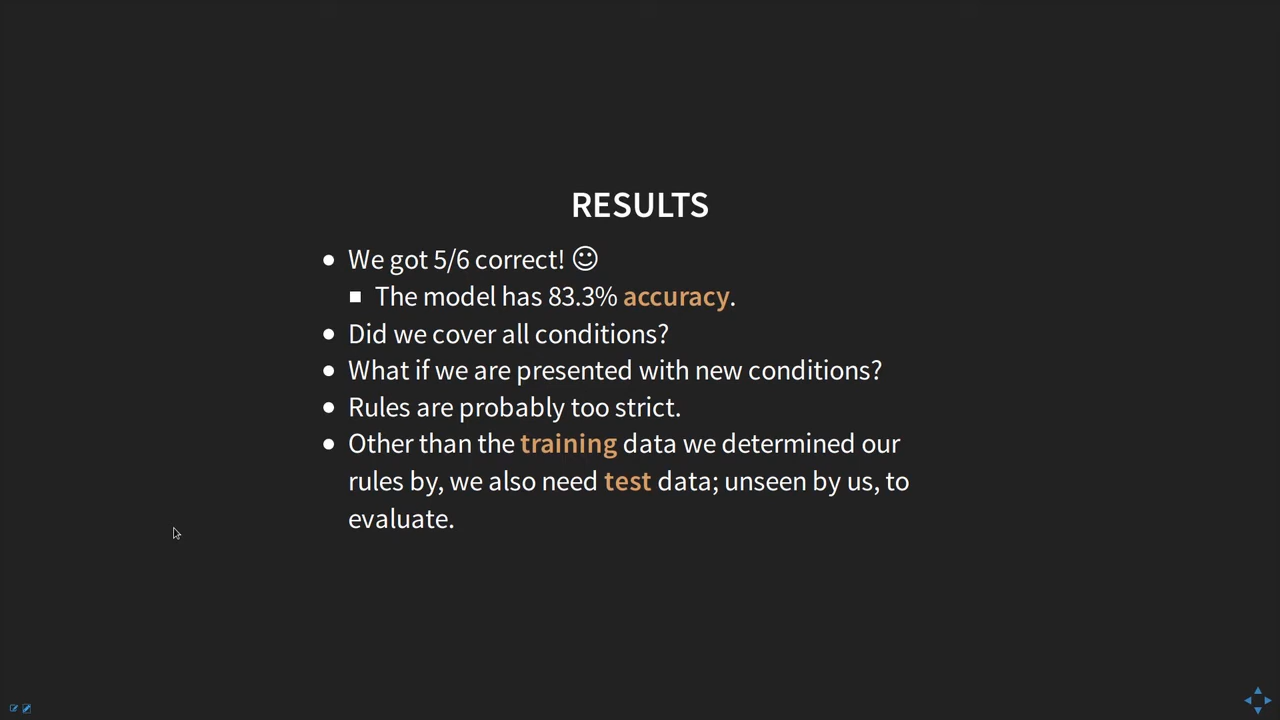 RESULTS
We got 5/6 correct! ☺
The model has 83.3% accuracy.
Did we cover all conditions?
What if we are presented with new conditions?
Rules are probably too strict.
Other than the training data we determined our
rules by, we also need test data; unseen by us, to
evaluate.